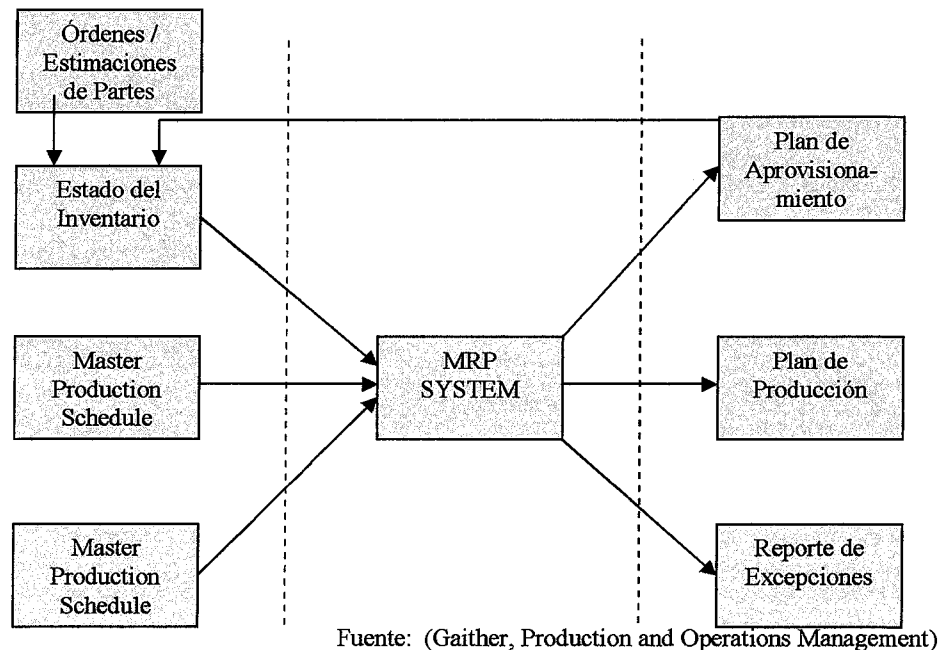 Órdenes /
Estimaciones
de Partes
Estado del
Inventario
Master
Production
Schedule
Master
Production
Schedule
MRP
SYSTEM
Plan de
Aprovisiona-
miento
Plan de
Producción
Reporte de
Excepciones
Fuente: (Gaither, Production and Operations Management)